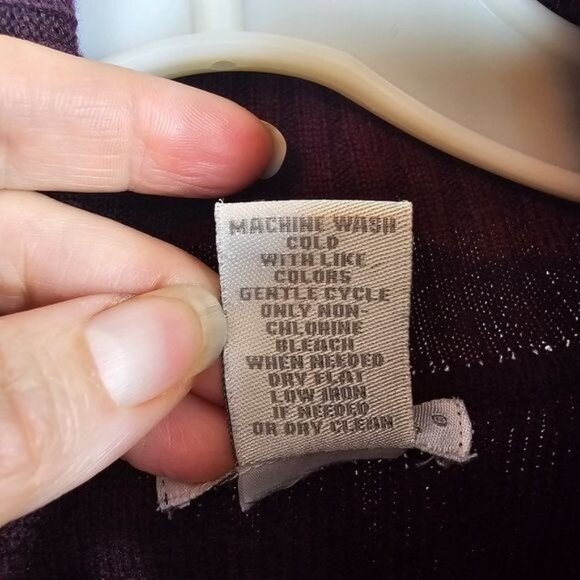 MACHINE WASH
COLD
WITH LIKE
COLORS
GENTLE CYCLE
ONLY NON-
CHLORINE
BLEACH
WHEN NEEDED
DRY FLAT
LOW IRON
IF NEEDED
OR DRY CLEAN